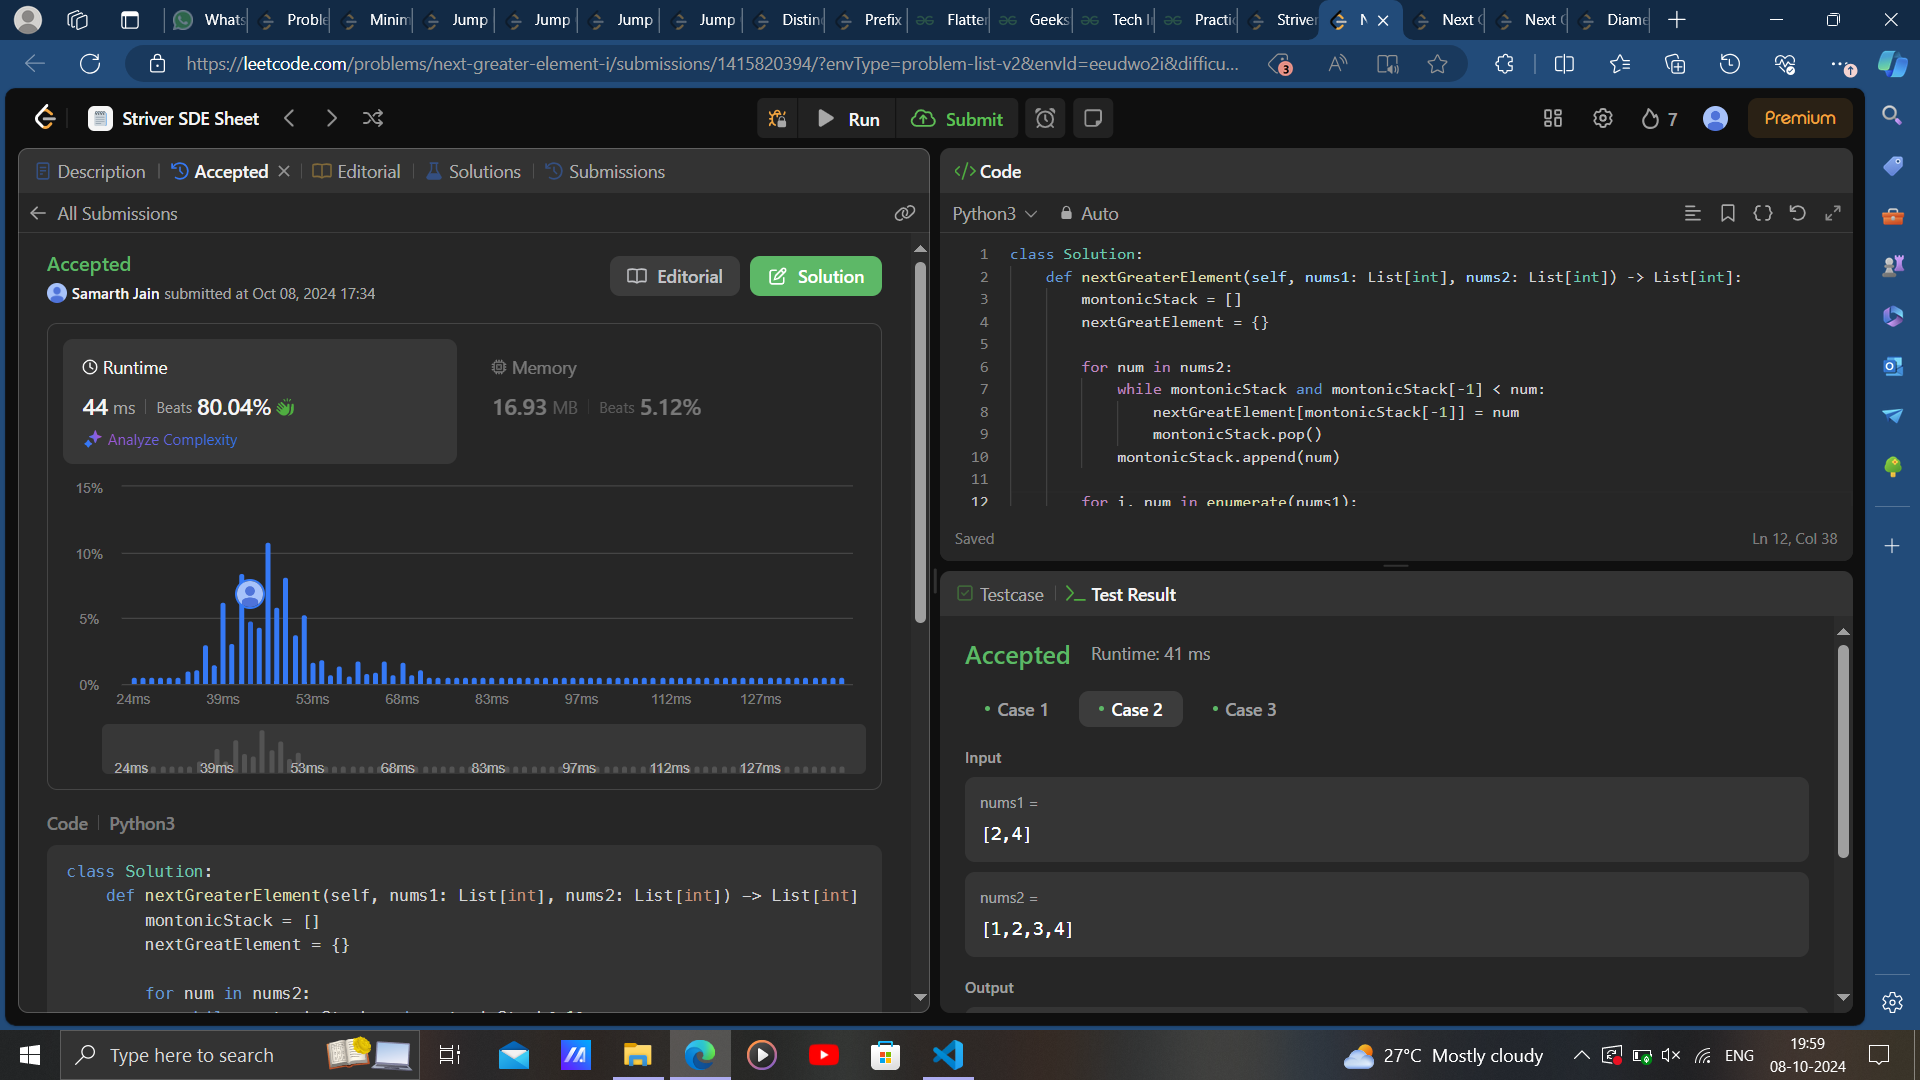 Whats
Proble
Minim
Jump
Jump
Jump
Jump
Distin
Prefix
Flatter
Geeks
Tech I
Practic
Striver
Next
Next
Diame
https://leetcode.com/problems/next-greater-element-i/submissions/1415820394/?envType=problem-list-v2&envId=eeudwo2i&difficu...
3
Striver SDE Sheet
Run
Submit
7
Premium
Description
Accepted
Editorial
Solutions
Submissions
All Submissions
Accepted
Samarth Jain submitted at Oct 08, 2024 17:34
Editorial
Solution
Runtime
44 ms
Beats 80.04%
Analyze Complexity
Memory
16.93 MB
Beats 5.12%
15%
10%
5%
0%
24ms 39ms 53ms 68ms 83ms 97ms 112ms 127ms
24ms 39ms 53ms 68ms 83ms 97ms 112ms 127ms
Code
Python3
class Solution:
def nextGreaterElement(self, nums1: List[int], nums2: List[int]) -> List[int]
montonicStack = []
nextGreatElement = {}
for num in nums2:
Code
Python3
Auto
1 class Solution:
2 def nextGreaterElement(self, nums1: List[int], nums2: List[int]) -> List[int]:
3 montonicStack = []
4 nextGreatElement = {}
5
6 for num in nums2:
7 while montonicStack and montonicStack[-1] < num:
8 nextGreatElement[montonicStack[-1]] = num
9 montonicStack.pop()
10 montonicStack.append(num)
11
12 for i, num in enumerate(nums1):
Saved
Ln 12, Col 38
Testcase
Test Result
Accepted
Runtime: 41 ms
Case 1
Case 2
Case 3
Input
nums1 =
[2,4]
nums2 =
[1,2,3,4]
Output
Type here to search
27°C Mostly cloudy
ENG
19:59
08-10-2024